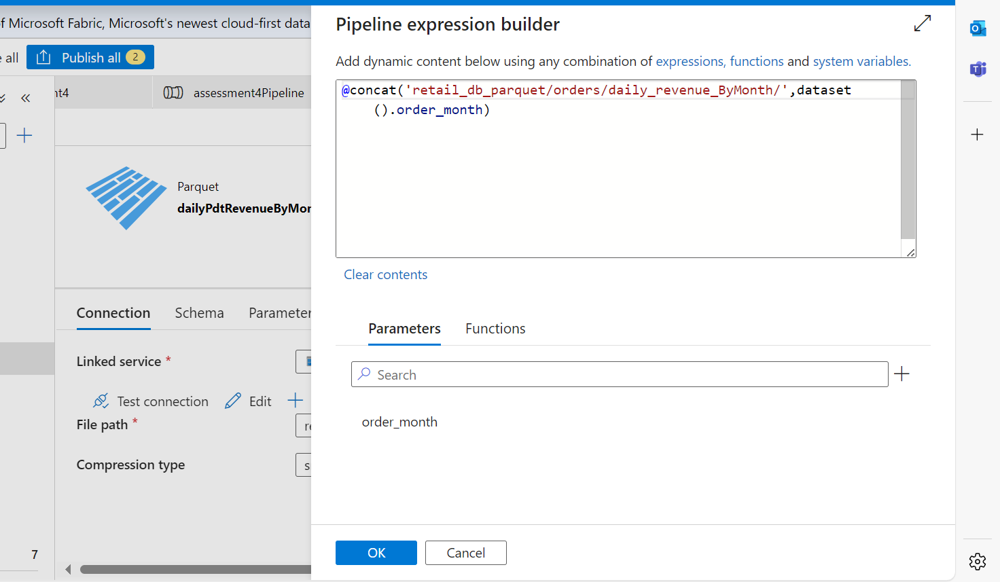 f Microsoft Fabric, Microsoft's newest cloud-first data
all
Publish all 2
assessment4Pipeline
Parquet
dailyPdtRevenueByMon
Connection Schema Parameter
Linked service *
Test connection Edit
File path *
Compression type
7
Pipeline expression builder
Add dynamic content below using any combination of expressions, functions and system variables.
@concat('retail_db_parquet/orders/daily_revenue_ByMonth/',dataset
().order_month)
Clear contents
Parameters Functions
Search
order_month
OK Cancel